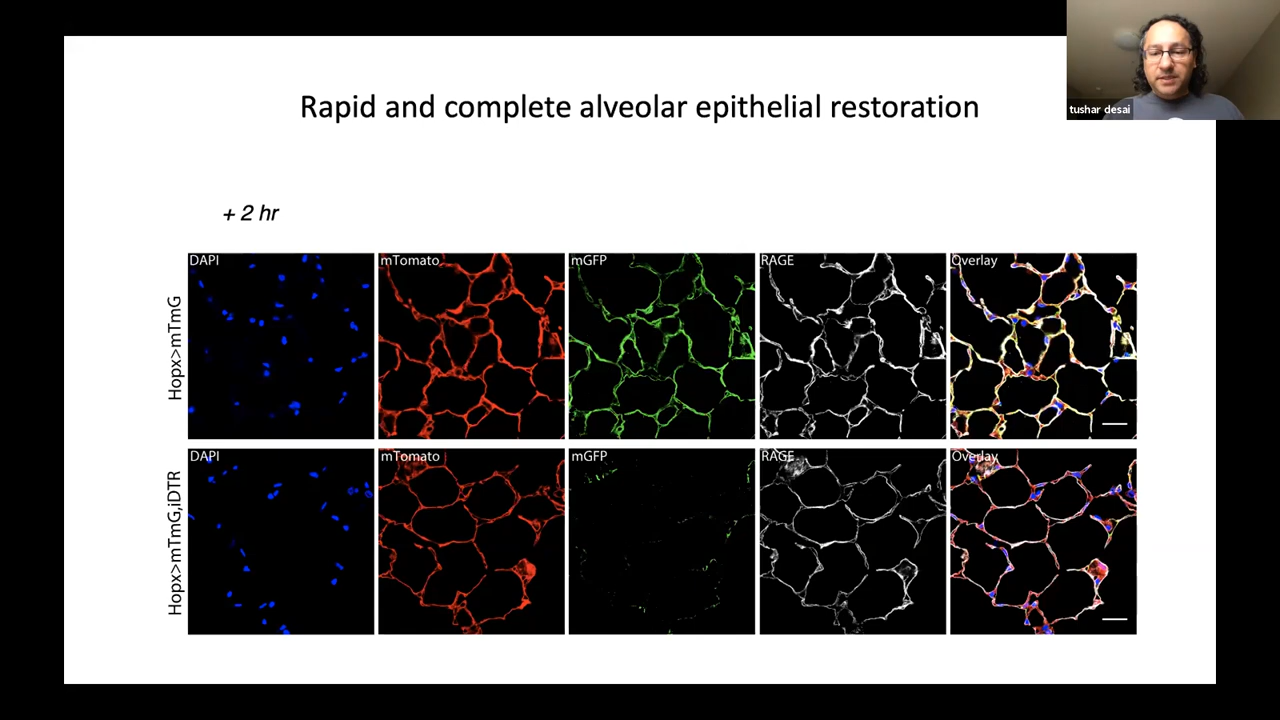 Rapid and complete alveolar epithelial restoration
tushar desai
+ 2 hr
Hopx>mTmG
DAPI
mTomato
mGFP
RAGE
Overlay
Hopx>mTmG,iDTR
DAPI
mTomato
mGFP
RAGE
Overlay